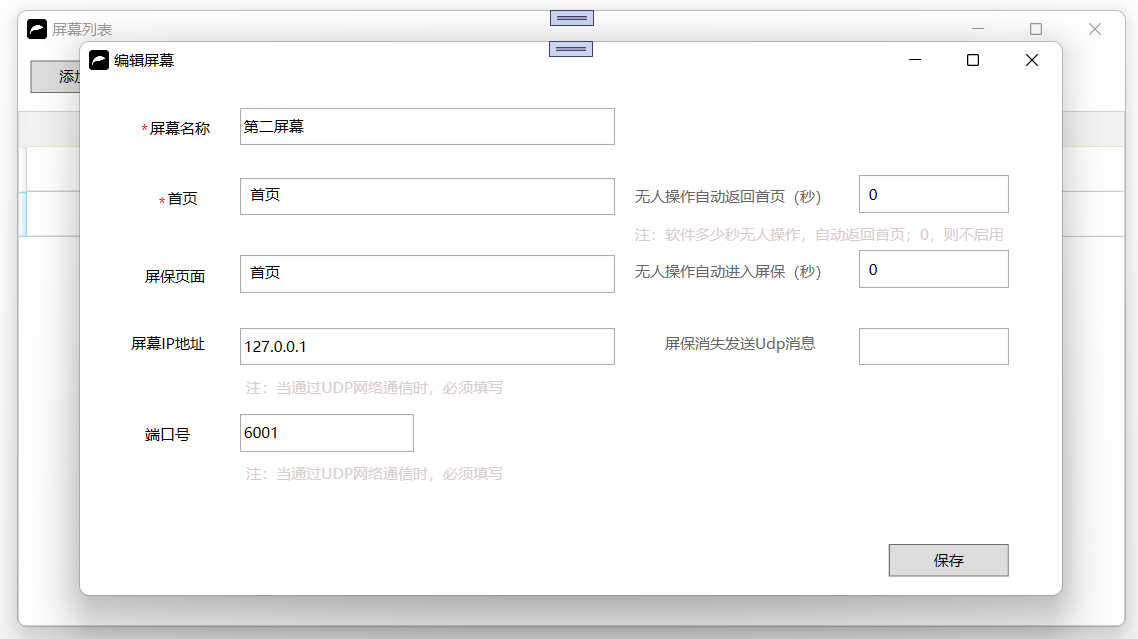 屏幕列表
编辑屏幕
添加
*屏幕名称 第二屏幕
*首页 首页 无人操作自动返回首页（秒） 0
注：软件多少秒无人操作，自动返回首页；0，则不启用
屏保页面 首页 无人操作自动进入屏保（秒） 0
屏幕IP地址 127.0.0.1 屏保消失发送Udp消息
注：当通过UDP网络通信时，必须填写
端口号 6001
注：当通过UDP网络通信时，必须填写
保存